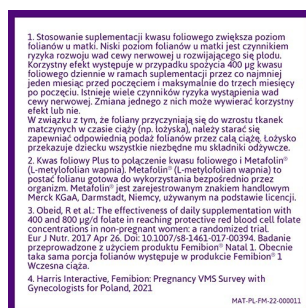 1. Stosowanie suplementacji kwasu foliowego zwiększa poziom
folianów u matki. Niski poziom folianów u matki jest czynnikiem
ryzyka rozwoju wad cewy nerwowej u rozwijającego się płodu.
Korzystny efekt występuje w przypadku spożycia 400 µg kwasu
foliowego dziennie w ramach suplementacji przez co najmniej
jeden miesiąc przed poczęciem i maksymalnie do trzech miesięcy
po poczęciu. Istnieje wiele czynników ryzyka wystąpienia wad
cewy nerwowej. Zmiana jednego z nich może wywierać korzystny
efekt lub nie.
W związku z tym, że foliany przyczyniają się do wzrostu tkanek
matczynych w czasie ciąży (np. łożyska), należy starać się
zapewniać odpowiednią podaż folianów przez całą ciążę. Łożysko
przekazuje dziecku wszystkie niezbędne mu składniki odżywcze.
2. Kwas foliowy Plus to połączenie kwasu foliowego i Metafolin®
(L-metylofolian wapnia). Metafolin® (L-metylofolian wapnia) to
postać folianu gotowa do wykorzystania bezpośrednio przez
organizm. Metafolin® jest zarejestrowanym znakiem handlowym
Merck KGaA, Darmstadt, Niemcy, używanym na podstawie licencji.
3. Obeid, R et al.: The effectiveness of daily supplementation with
400 and 800 µg/d folate in reaching protective red blood cell folate
concentrations in non-pregnant women: a randomized trial.
Eur J Nutr. 2017 Apr 26. Doi: 10.1007/s8-1461-017-00394. Badanie
przeprowadzone z użyciem produktu Femibion® Natal 1. Obecnie
taka sama porcja folianów występuje w produkcie Femibion® 1
Wczesna ciąża.
4. Harris Interactive, Femibion: Pregnancy VMS Survey with
Gynecologists for Poland, 2021
MAT-PL-FM-22-000011